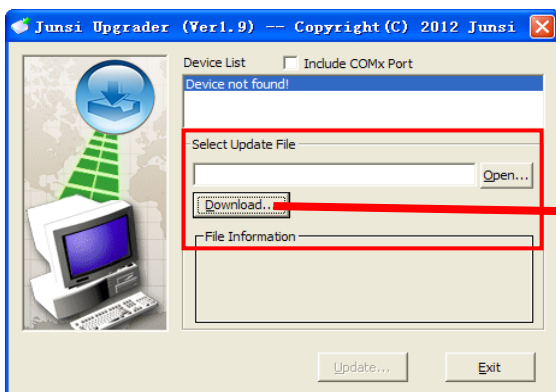 Junsi Upgrader (Ver1.9) -- Copyright(C) 2012 Junsi
Device List Include COMx Port
Device not found!
Select Update File
Open...
Download...
File Information
Update... Exit